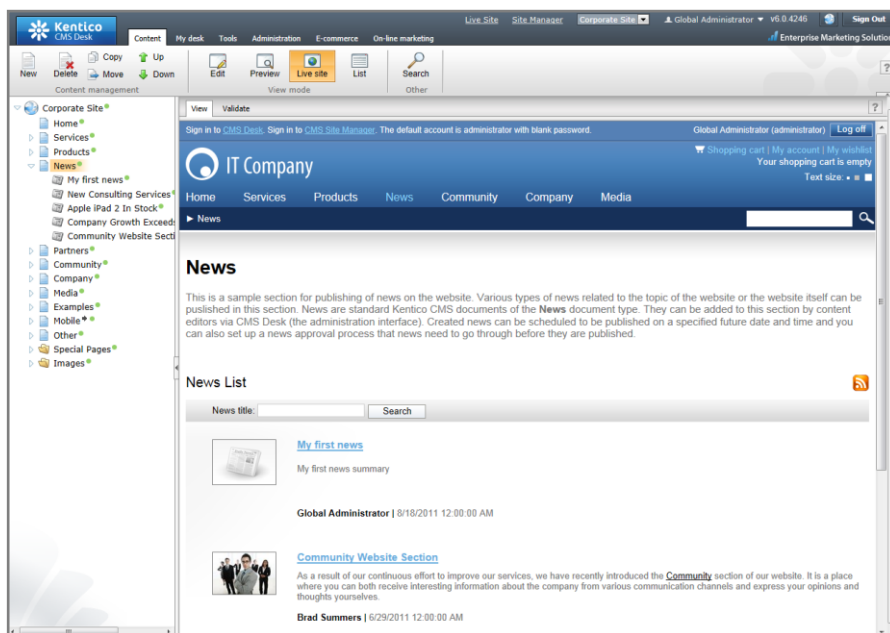 Kentico
CMS Desk
Live Site Site Manager Corporate Site Global Administrator v6.0.4246 Sign Out
Content My desk Tools Administration E-commerce On-line marketing
Enterprise Marketing Solution
New Delete Copy Move Up Down
Content management
Edit Preview Live site List
View mode
Search
Other
?
Corporate Site
Home
Services
Products
News
My first news
New Consulting Services
Apple iPad 2 In Stock
Company Growth Exceeds
Community Website Secti
Partners
Community
Company
Media
Examples
Mobile
Other
Special Pages
Images
View Validate ?
Sign in to CMS Desk. Sign in to CMS Site Manager. The default account is administrator with blank password. Global Administrator (administrator) Log off
Shopping cart | My account | My wishlist
Your shopping cart is empty
Text size:
IT Company
Home Services Products News Community Company Media
► News
News
This is a sample section for publishing of news on the website. Various types of news related to the topic of the website or the website itself can be
puslished in this section. News are standard Kentico CMS documents of the News document type. They can be added to this section by content
editors via CMS Desk (the administration interface). Created news can be scheduled to be published on a specified future date and time and you
can also set up a news approval process that news need to go through before they are published.
News List
News title: Search
My first news
My first news summary
Global Administrator | 8/18/2011 12:00:00 AM
Community Website Section
As a result of our continuous effort to improve our services, we have recently introduced the Community section of our website. It is a place
where you can both receive interesting information about the company from various communication channels and express your opinions and
thoughts yourselves.
Brad Summers | 6/29/2011 12:00:00 AM